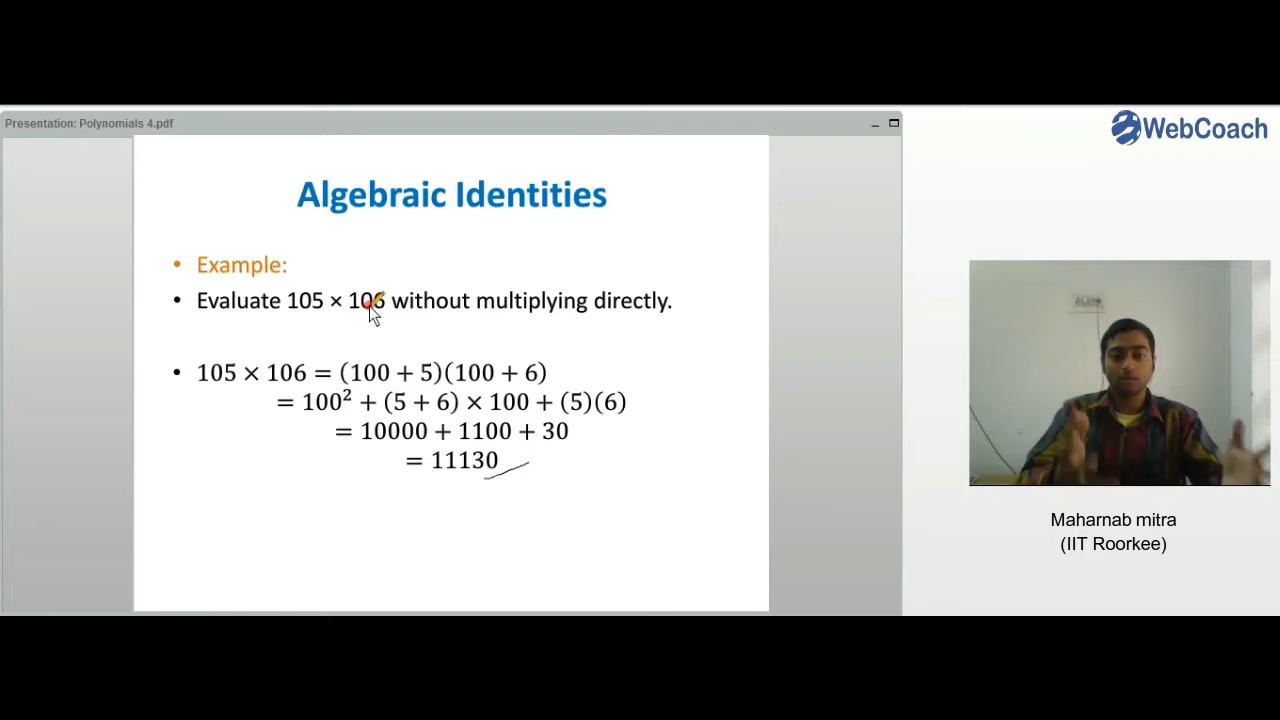 Presentation: Polynomials 4.pdf
WebCoach
Algebraic Identities
• Example:
• Evaluate 105 × 106 without multiplying directly.
• 105 × 106 = (100 + 5)(100 + 6)
= 100² + (5 + 6) × 100 + (5)(6)
= 10000 + 1100 + 30
= 11130
Maharnab mitra
(IIT Roorkee)